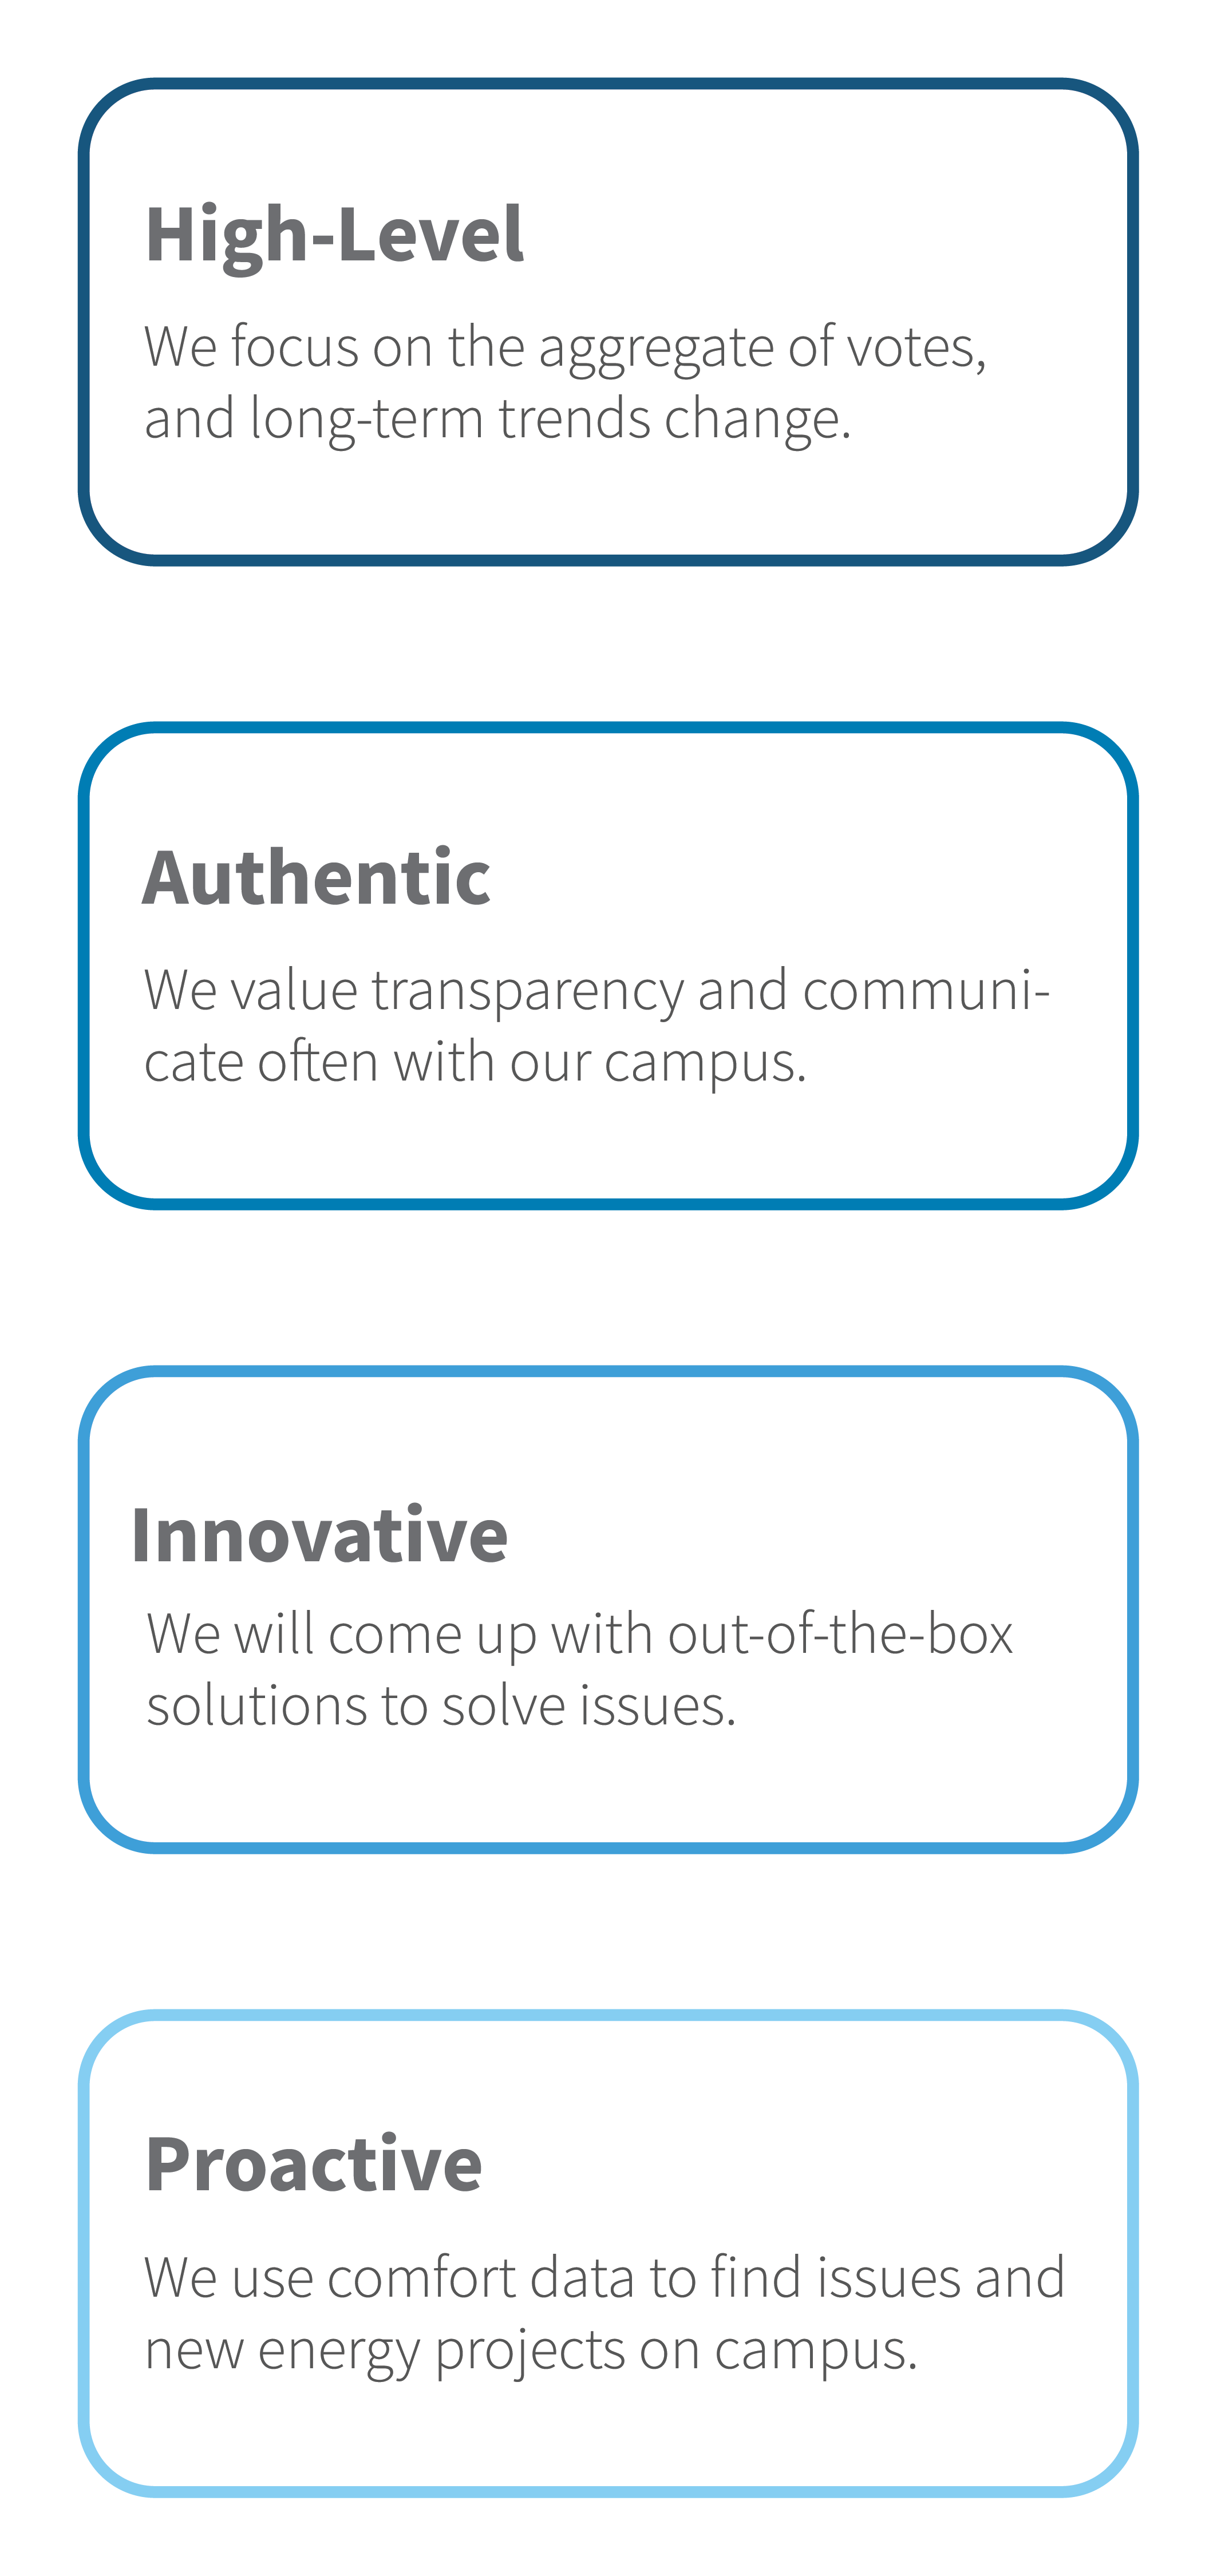 High-Level
We focus on the aggregate of votes,
and long-term trends change.
Authentic
We value transparency and communi-
cate often with our campus.
Innovative
We will come up with out-of-the-box
solutions to solve issues.
Proactive
We use comfort data to find issues and
new energy projects on campus.